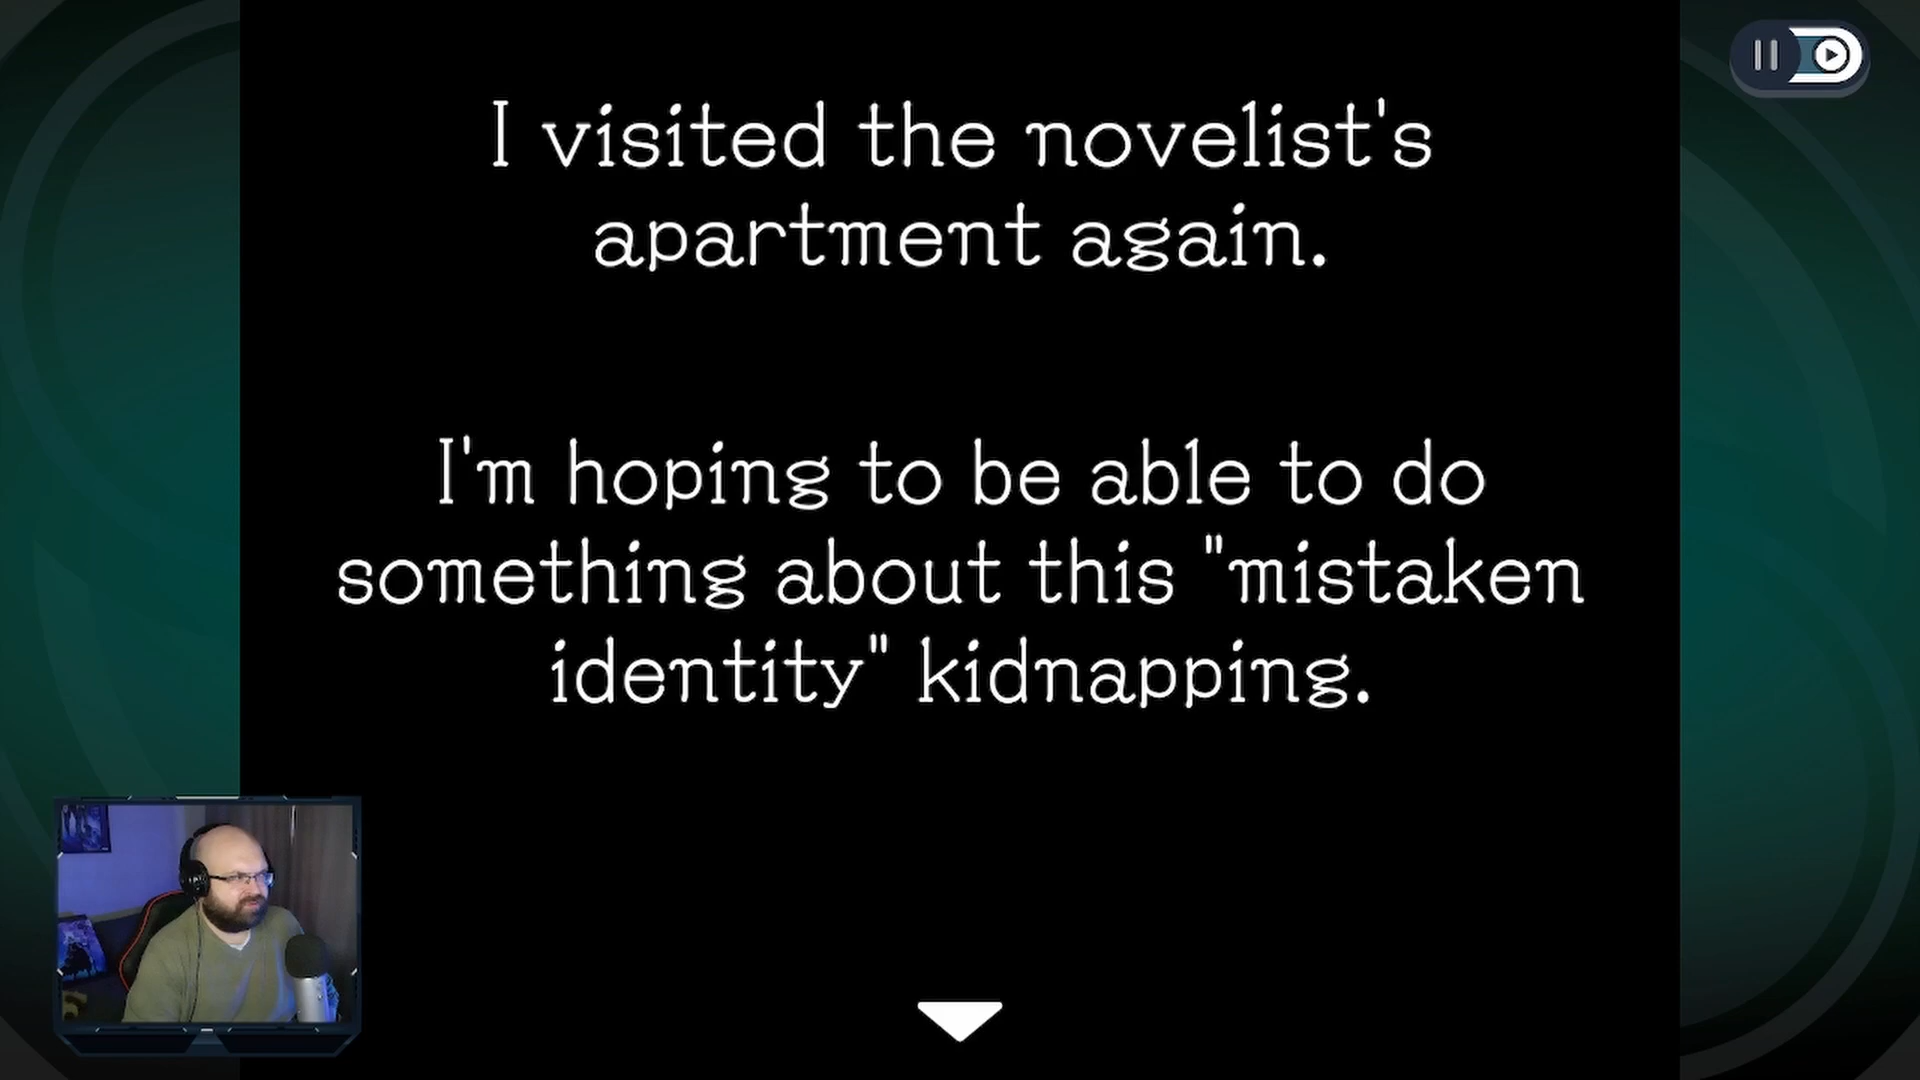 I visited the novelist's
apartment again.
I'm hoping to be able to do
something about this "mistaken
identity" kidnapping.